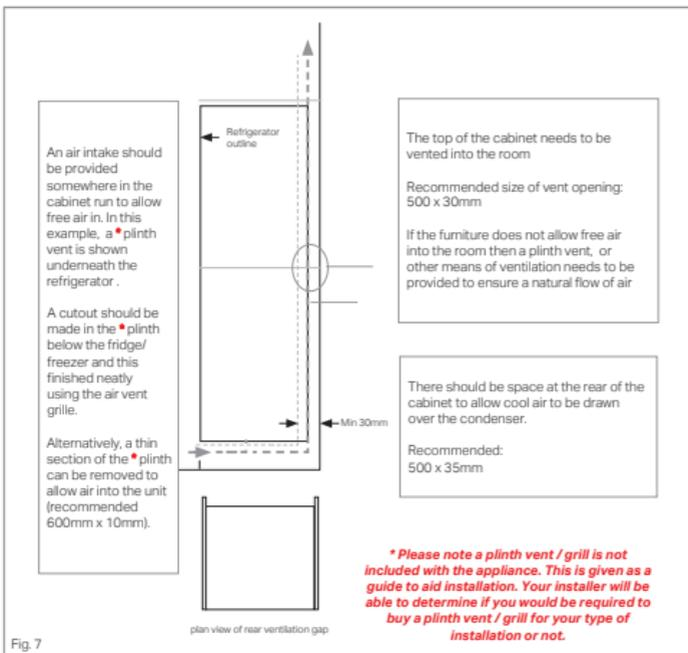 An air intake should
be provided
somewhere in the
cabinet run to allow
free air in. In this
example, a * plinth
vent is shown
underneath the
refrigerator .
A cutout should be
made in the * plinth
below the fridge/
freezer and this
finished neatly
using the air vent
grille.
Alternatively, a thin
section of the * plinth
can be removed to
allow air into the unit
(recommended
600mm x 10mm).
Refrigerator
outline
Min 30mm
plan view of rear ventilation gap
The top of the cabinet needs to be
vented into the room
Recommended size of vent opening:
500 x 30mm
If the furniture does not allow free air
into the room then a plinth vent, or
other means of ventilation needs to be
provided to ensure a natural flow of air
There should be space at the rear of the
cabinet to allow cool air to be drawn
over the condenser.
Recommended:
500 x 35mm
* Please note a plinth vent / grill is not
included with the appliance. This is given as a
guide to aid installation. Your installer will be
able to determine if you would be required to
buy a plinth vent / grill for your type of
installation or not.
Fig. 7